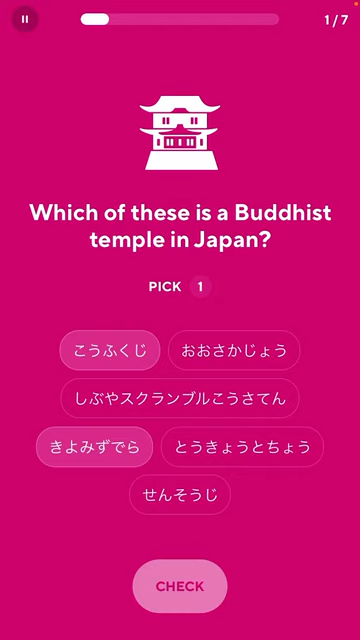 1 / 7
Which of these is a Buddhist
temple in Japan?
PICK 1
こうふくじ おおさかじょう
しぶやスクランブルこうさてん
きよみずでら とうきょうとちょう
せんそうじ
CHECK